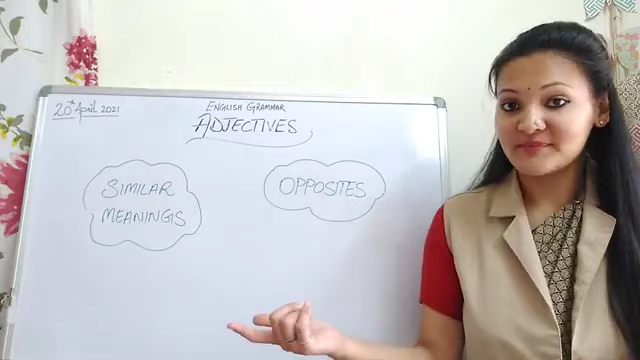 20th April 2021
ENGLISH GRAMMAR
ADJECTIVES
SIMILAR
MEANINGS
OPPOSITES